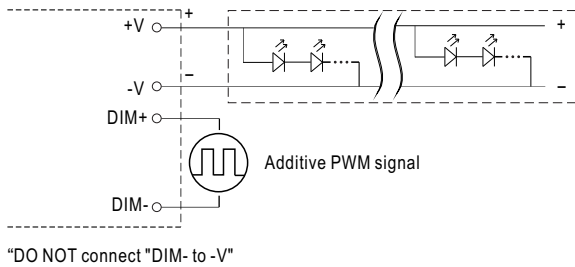 +V + +
-V − −
DIM+
Additive PWM signal
DIM-
“DO NOT connect "DIM- to -V"